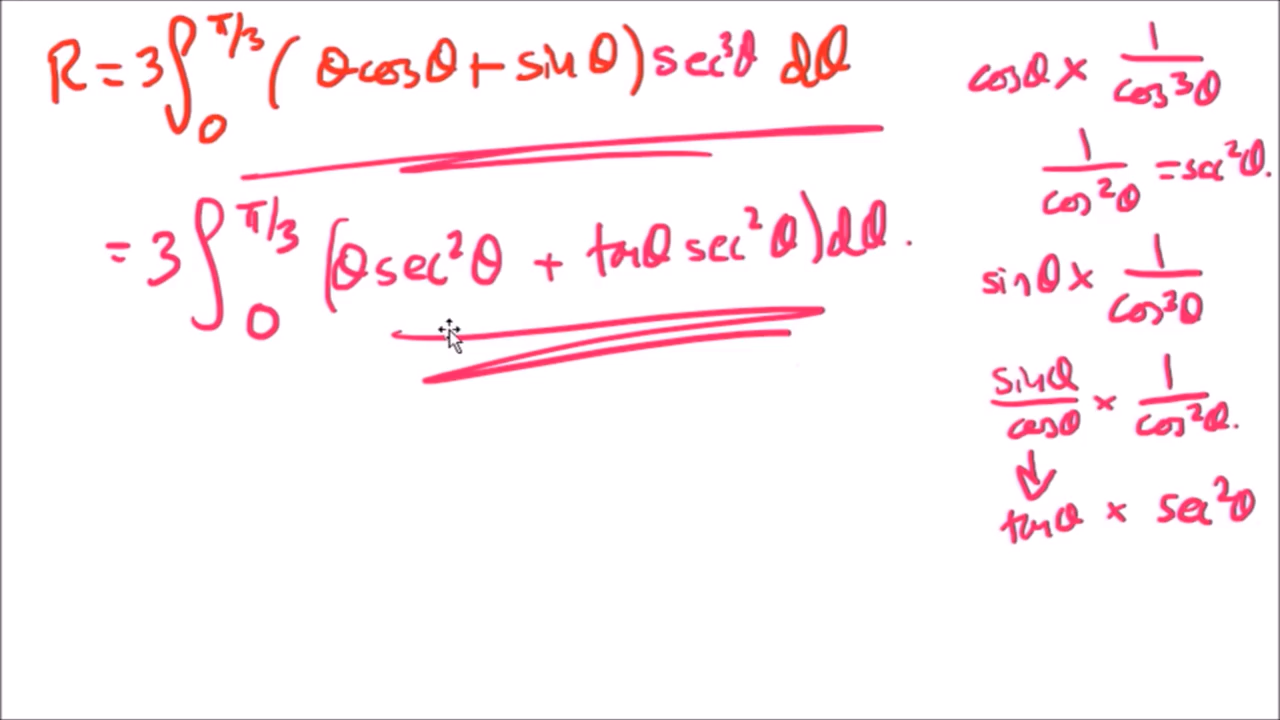 R = 3∫₀^π/3 (θcosθ + sinθ) sec³θ dθ
= 3∫₀^π/3 (θsec²θ + tanθ sec²θ)dθ.
cosθ × 1/cos³θ
1/cos²θ = sec²θ.
sinθ × 1/cos³θ
sinθ/cosθ × 1/cos²θ.
↓
tanθ × sec²θ